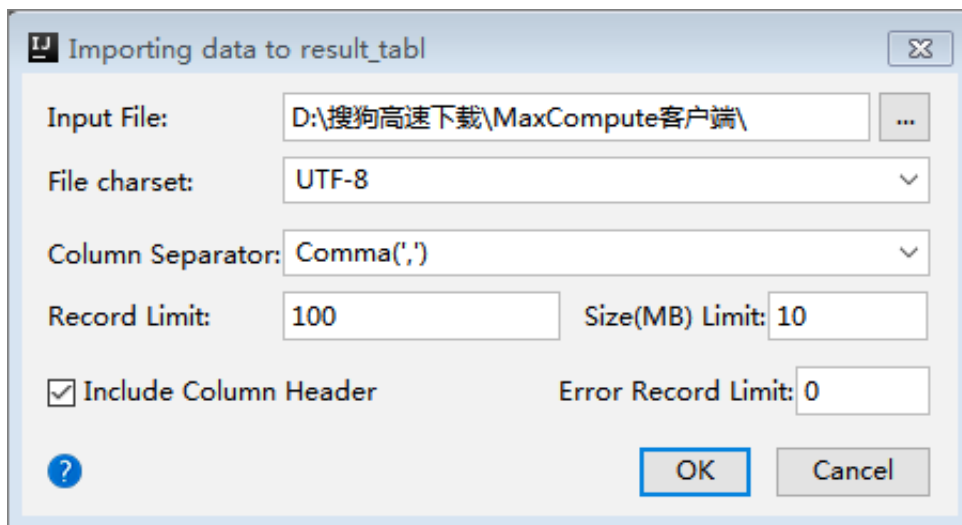 IJ Importing data to result_tabl
Input File: D:\搜狗高速下载\MaxCompute客户端\ ...
File charset: UTF-8
Column Separator: Comma(',')
Record Limit: 100 Size(MB) Limit: 10
Include Column Header Error Record Limit: 0
? OK Cancel